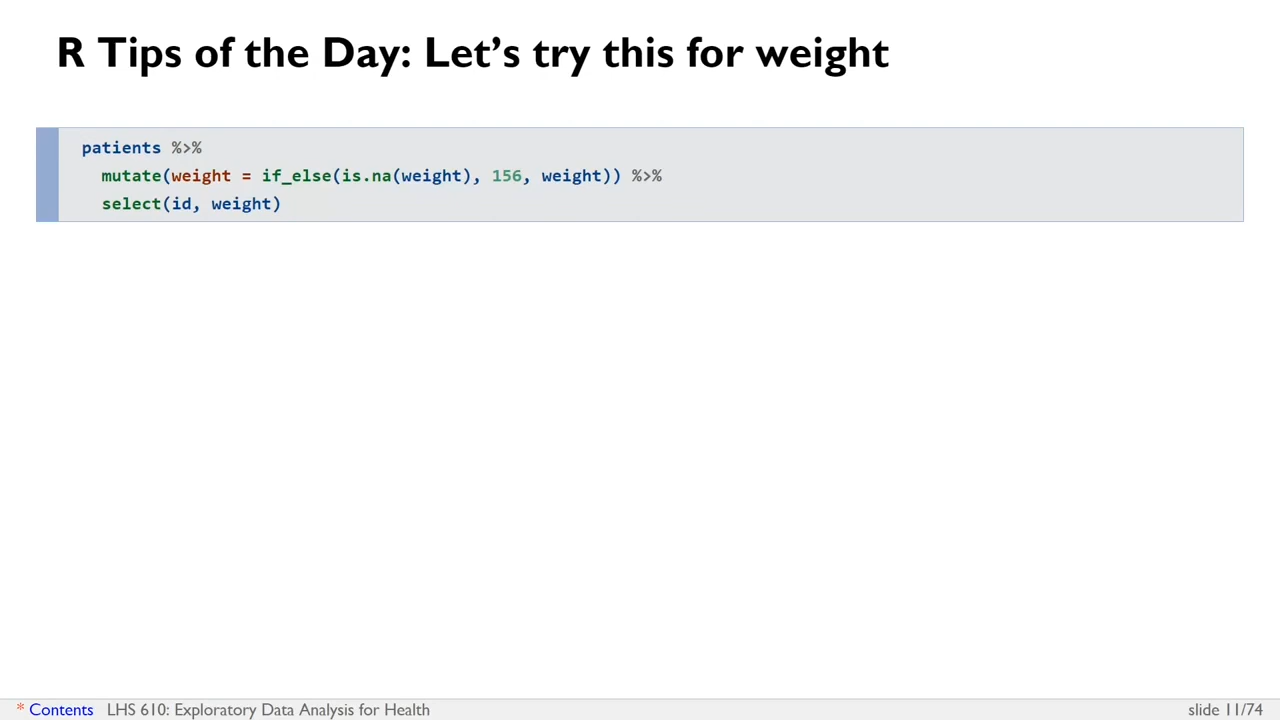 R Tips of the Day: Let’s try this for weight
patients %>%
mutate(weight = if_else(is.na(weight), 156, weight)) %>%
select(id, weight)
* Contents LHS 610: Exploratory Data Analysis for Health slide 11/74